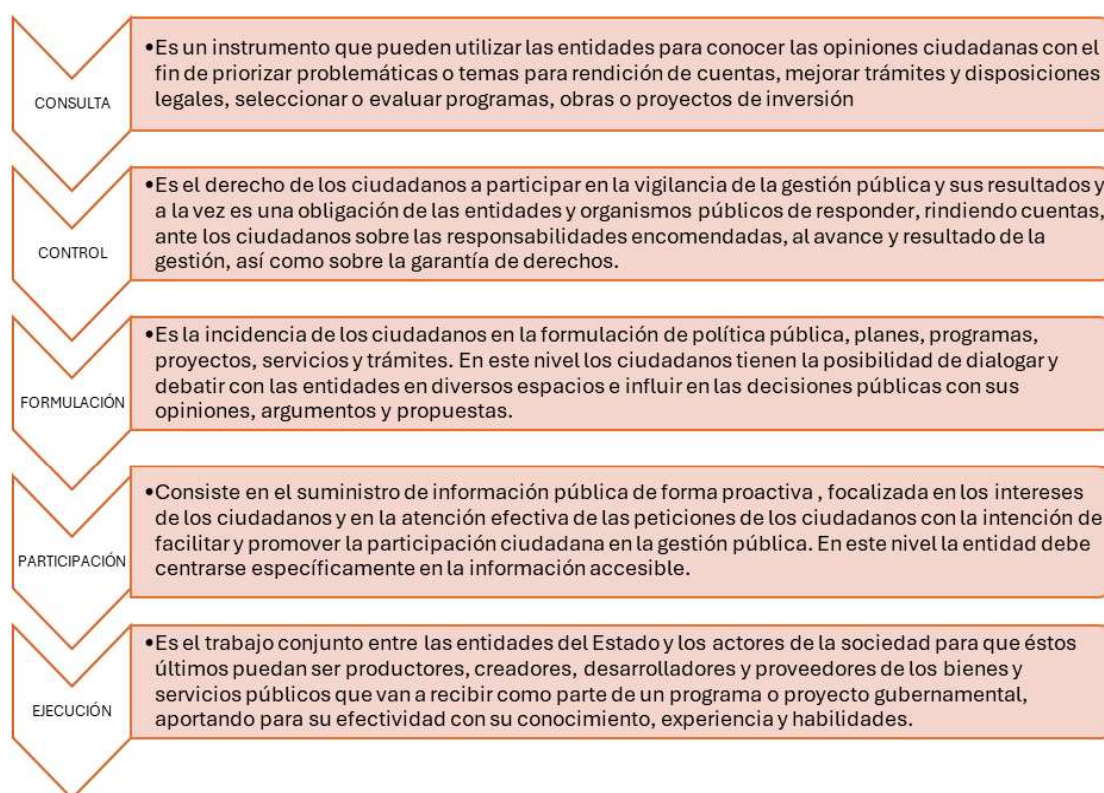 CONSULTA
•Es un instrumento que pueden utilizar las entidades para conocer las opiniones ciudadanas con el
fin de priorizar problemáticas o temas para rendición de cuentas, mejorar trámites y disposiciones
legales, seleccionar o evaluar programas, obras o proyectos de inversión
CONTROL
•Es el derecho de los ciudadanos a participar en la vigilancia de la gestión pública y sus resultados y
a la vez es una obligación de las entidades y organismos públicos de responder, rindiendo cuentas,
ante los ciudadanos sobre las responsabilidades encomendadas, al avance y resultado de la
gestión, así como sobre la garantía de derechos.
FORMULACIÓN
•Es la incidencia de los ciudadanos en la formulación de política pública, planes, programas,
proyectos, servicios y trámites. En este nivel los ciudadanos tienen la posibilidad de dialogar y
debatir con las entidades en diversos espacios e influir en las decisiones públicas con sus
opiniones, argumentos y propuestas.
PARTICIPACIÓN
•Consiste en el suministro de información pública de forma proactiva , focalizada en los intereses
de los ciudadanos y en la atención efectiva de las peticiones de los ciudadanos con la intención de
facilitar y promover la participación ciudadana en la gestión pública. En este nivel la entidad debe
centrarse específicamente en la información accesible.
EJECUCIÓN
•Es el trabajo conjunto entre las entidades del Estado y los actores de la sociedad para que éstos
últimos puedan ser productores, creadores, desarrolladores y proveedores de los bienes y
servicios públicos que van a recibir como parte de un programa o proyecto gubernamental,
aportando para su efectividad con su conocimiento, experiencia y habilidades.